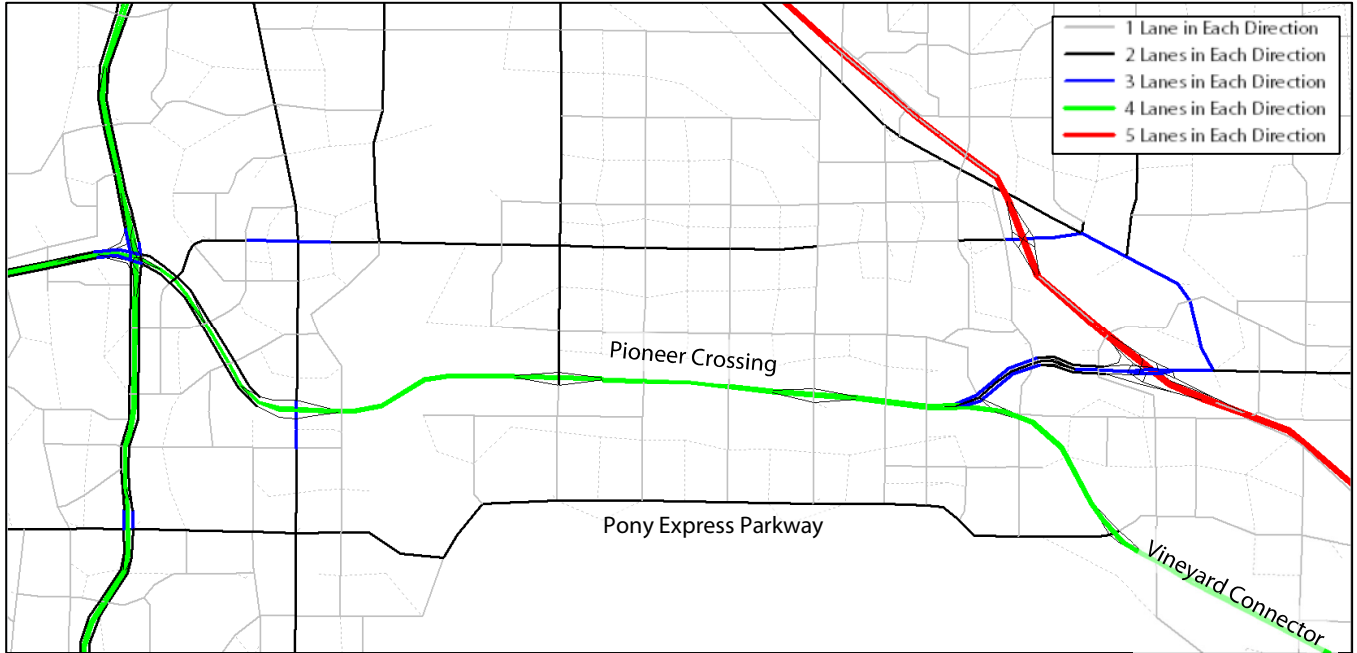 1 Lane in Each Direction
2 Lanes in Each Direction
3 Lanes in Each Direction
4 Lanes in Each Direction
5 Lanes in Each Direction
Pioneer Crossing
Pony Express Parkway
Vineyard Connector